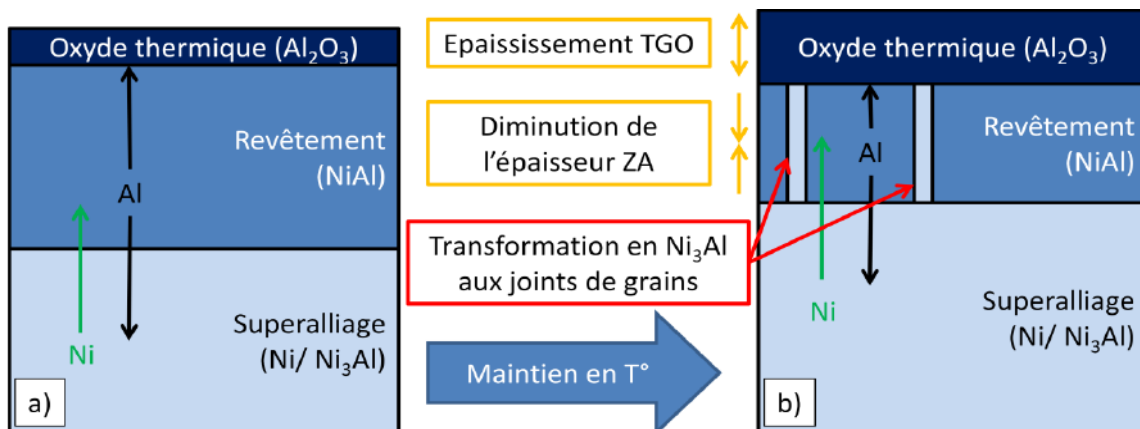 Oxyde thermique (Al₂O₃)
Revêtement
(NiAl)
Al
Ni
Superalliage
(Ni/ Ni₃Al)
a)
Epaississement TGO
Diminution de
l'épaisseur ZA
Transformation en Ni₃Al
aux joints de grains
Maintien en T°
Oxyde thermique (Al₂O₃)
Revêtement
(NiAl)
Al
Ni
Superalliage
(Ni/ Ni₃Al)
b)